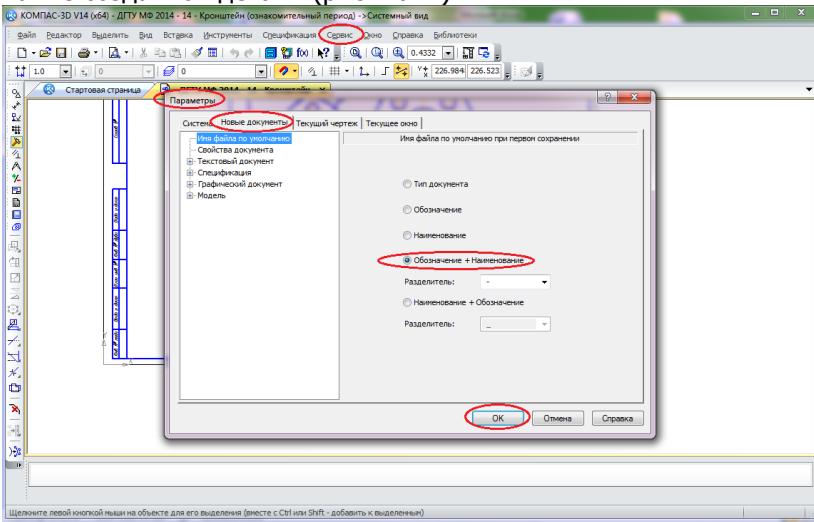 КОМПАС-3D V14 (x64) - ДГТУ МФ 2014 - 14 - Кронштейн (ознакомительный период) ->Системный вид
Файл Редактор Выделить Вид Вставка Инструменты Спецификация Сервис Окно Справка Библиотеки
0.4332
1.0 0 0 226.984 226.523
Стартовая страница
Параметры
Система Новые документы Текущий чертеж Текущее окно
Имя файла по умолчанию
Имя файла по умолчанию при первом сохранении
Свойства документа
Текстовый документ
Спецификация
Графический документ
Модель
Тип документа
Обозначение
Наименование
Обозначение + Наименование
Разделитель: -
Наименование + Обозначение
Разделитель: _
OK Отмена Справка
Щелкните левой кнопкой мыши на объекте для его выделения (вместе с Ctrl или Shift - добавить к выделенным)